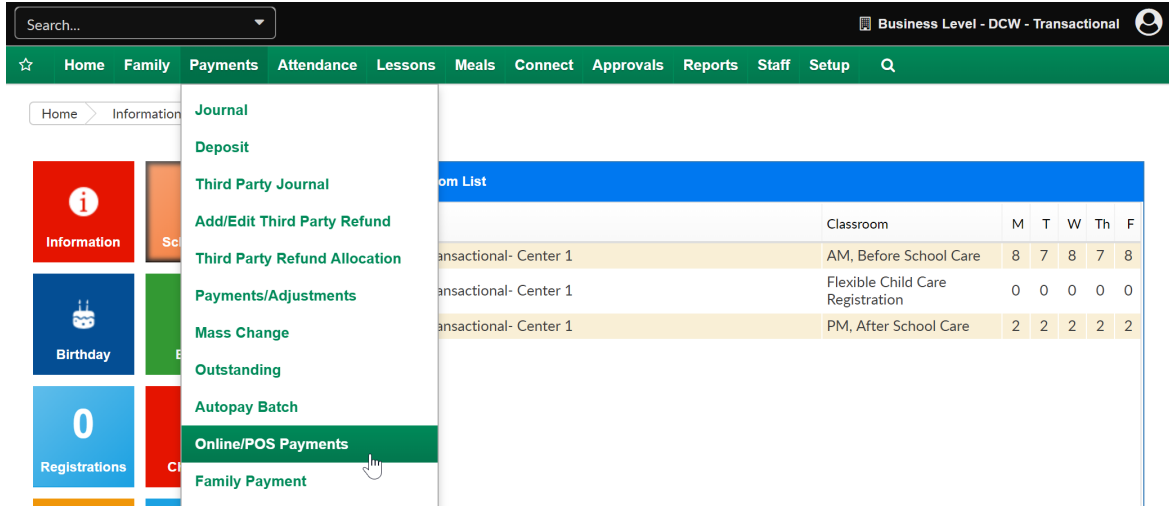 Search...
Business Level - DCW - Transactional
Home Family Payments Attendance Lessons Meals Connect Approvals Reports Staff Setup
Home Information
Journal
Deposit
Third Party Journal
Add/Edit Third Party Refund
Third Party Refund Allocation
Payments/Adjustments
Mass Change
Outstanding
Autopay Batch
Online/POS Payments
Family Payment
Information
Birthday
0
Registrations
List
Classroom M T W Th F
Center 1 AM, Before School Care 8 7 8 7 8
Center 1 Flexible Child Care
Registration 0 0 0 0 0
Center 1 PM, After School Care 2 2 2 2 2